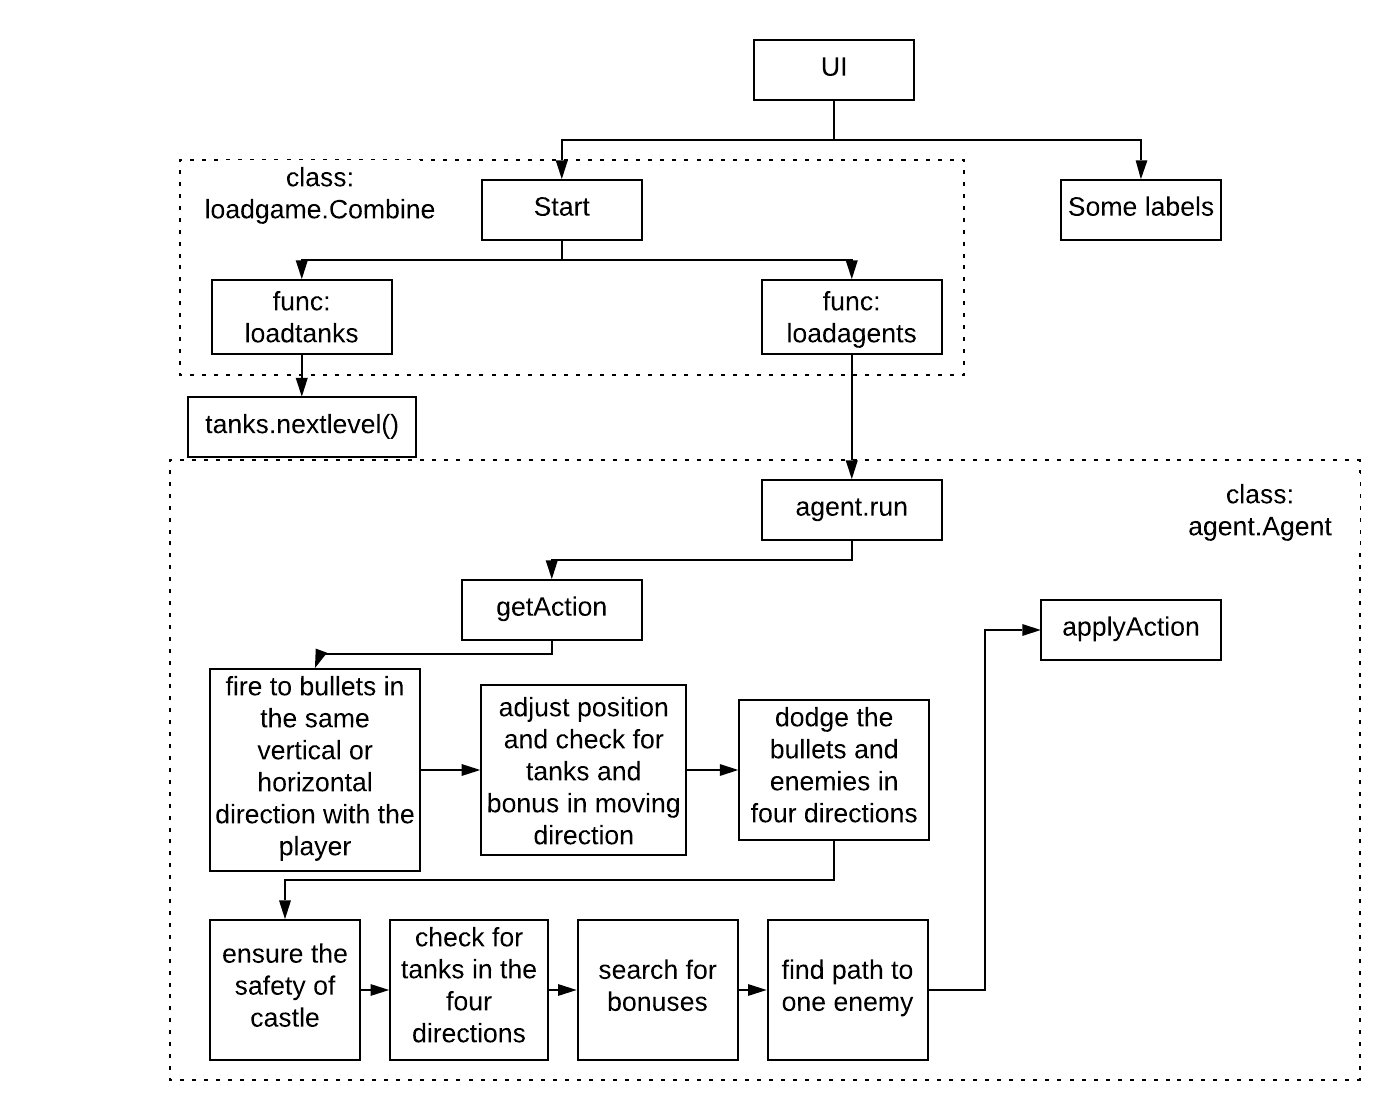 UI
class:
loadgame.Combine
Start
Some labels
func:
loadtanks
func:
loadagents
tanks.nextlevel()
agent.run
class:
agent.Agent
getAction
applyAction
fire to bullets in
the same
vertical or
horizontal
direction with the
player
adjust position
and check for
tanks and
bonus in moving
direction
dodge the
bullets and
enemies in
four directions
ensure the
safety of
castle
check for
tanks in the
four
directions
search for
bonuses
find path to
one enemy